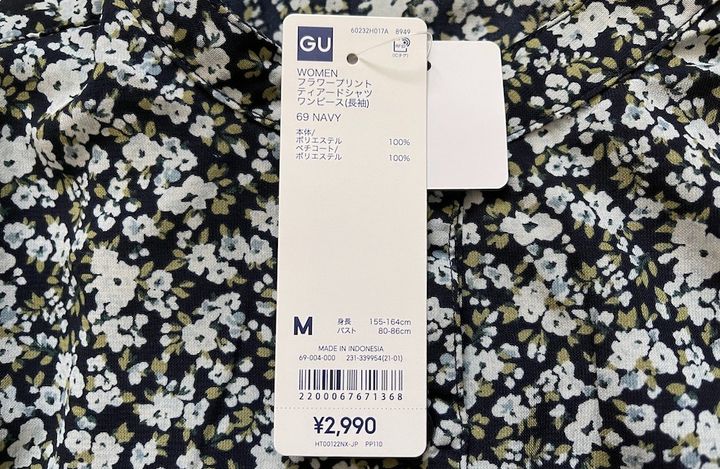 GU
60232H017A 8949
WOMEN
フラワープリント
ティアードシャツ
ワンピース(長袖)
69 NAVY
本体/
ポリエステル 100%
ペチコート/
ポリエステル 100%
M
身長 155-164cm
バスト 80-86cm
MADE IN INDONESIA
69-004-000 231-339954(21-01)
2200067671368
¥2,990
HT00122NX-JP PP110